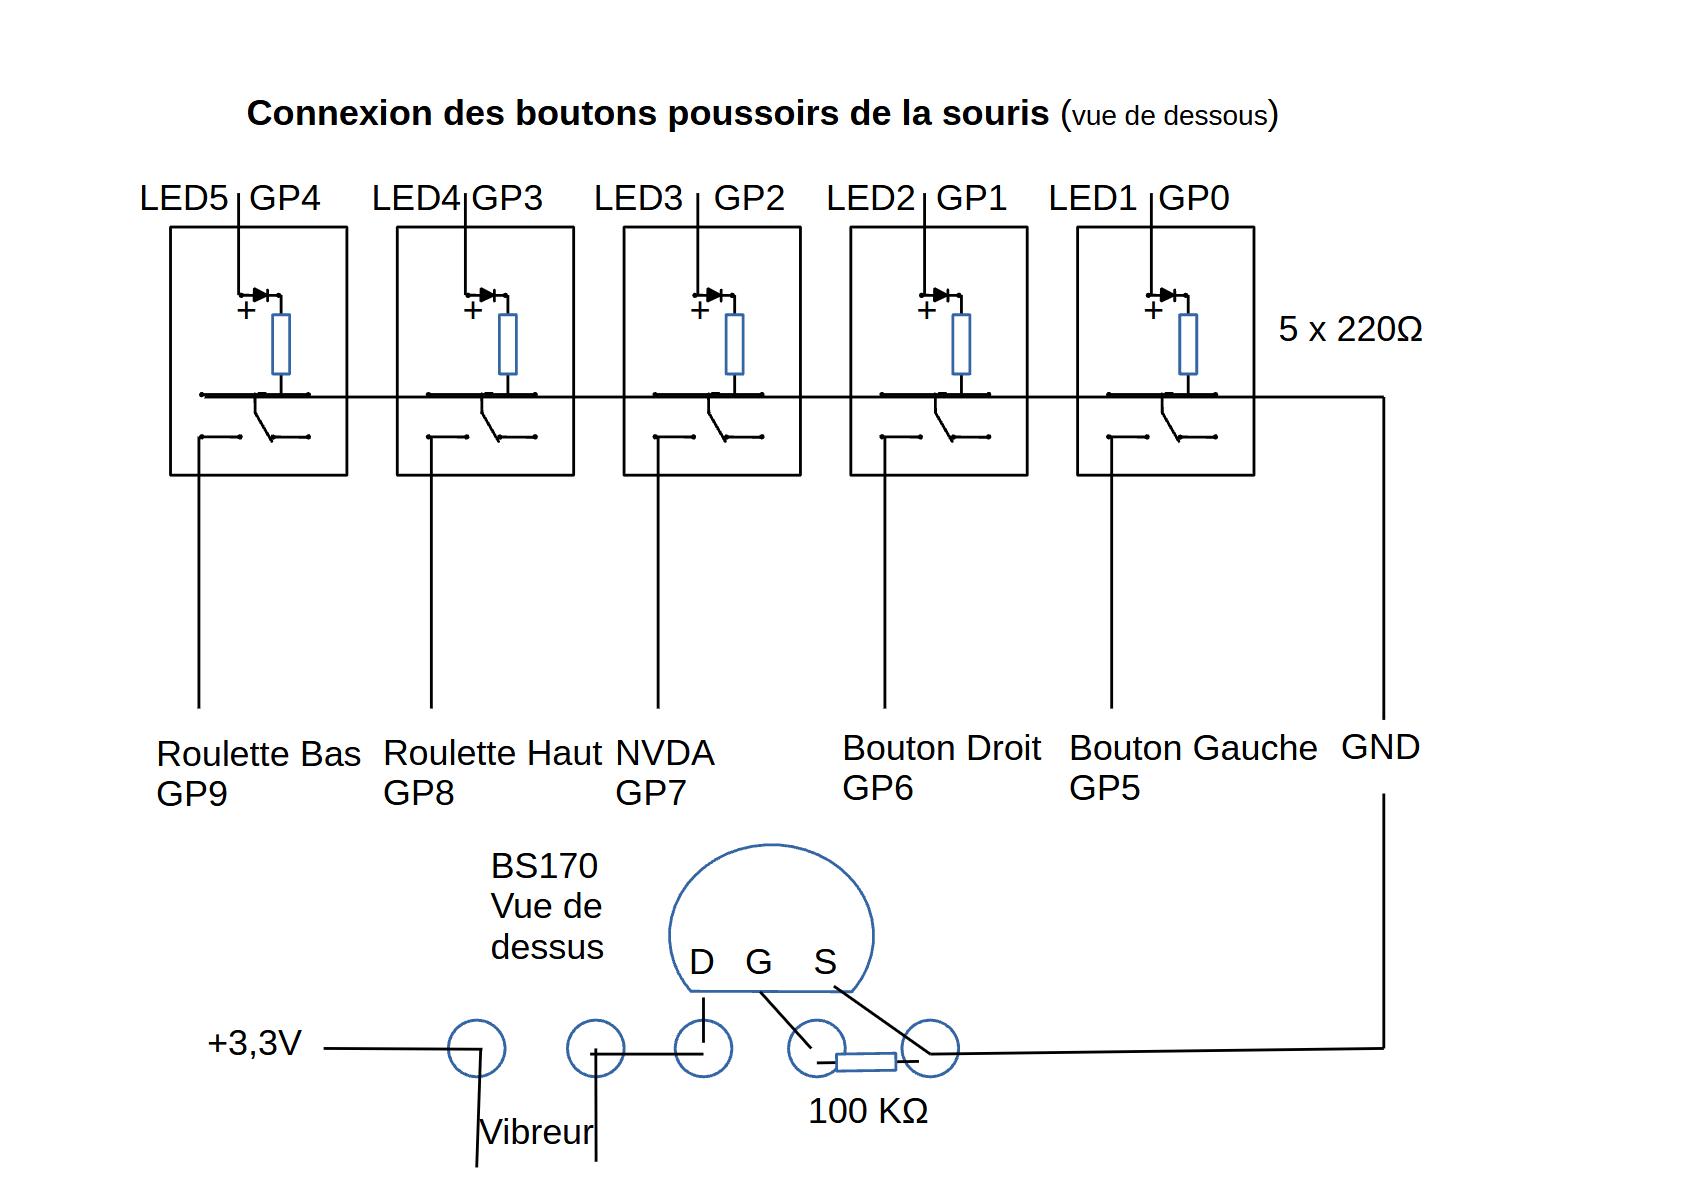 Connexion des boutons poussoirs de la souris (vue de dessous)
LED5 GP4 LED4 GP3 LED3 GP2 LED2 GP1 LED1 GP0
+ + + + +
5 x 220Ω
Roulette Bas
GP9
Roulette Haut
GP8
NVDA
GP7
Bouton Droit
GP6
Bouton Gauche
GP5
GND
BS170
Vue de
dessus
D G S
+3,3V
Vibreur
100 KΩ